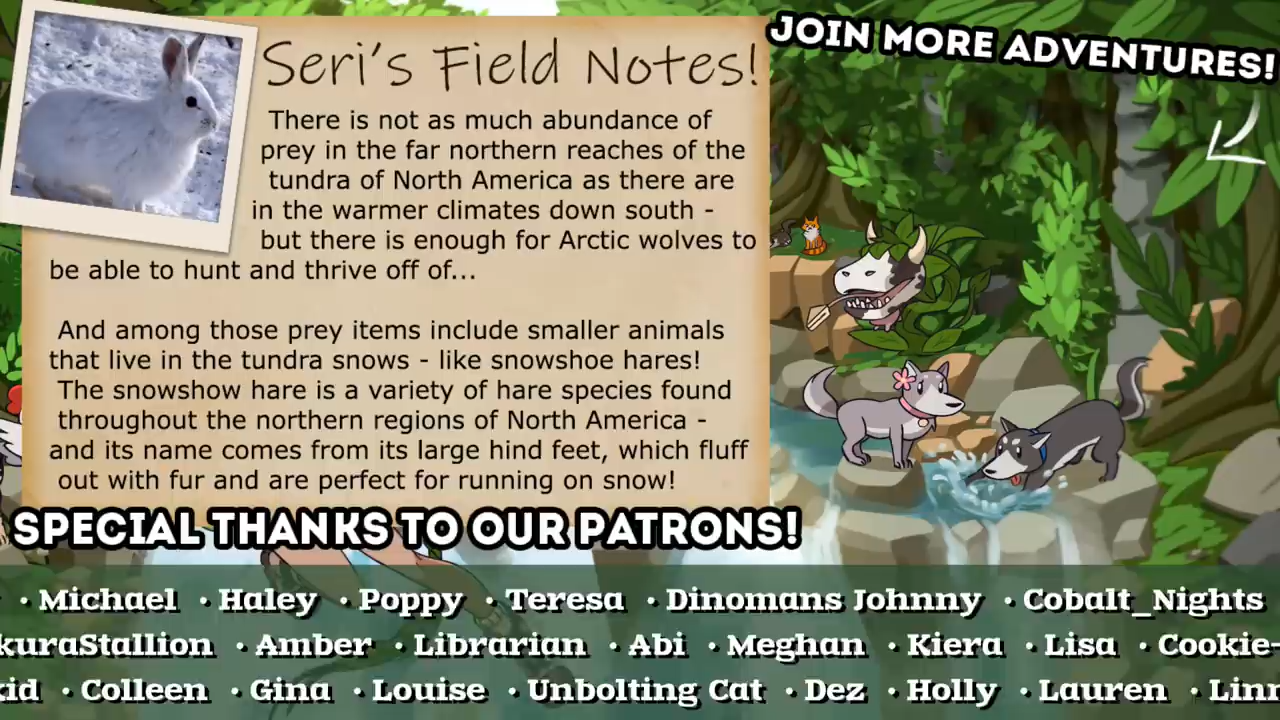 Seri's Field Notes!
JOIN MORE ADVENTURES!
There is not as much abundance of
prey in the far northern reaches of the
tundra of North America as there are
in the warmer climates down south -
but there is enough for Arctic wolves to
be able to hunt and thrive off of...
And among those prey items include smaller animals
that live in the tundra snows - like snowshoe hares!
The snowshow hare is a variety of hare species found
throughout the northern regions of North America -
and its name comes from its large hind feet, which fluff
out with fur and are perfect for running on snow!
SPECIAL THANKS TO OUR PATRONS!
· Michael · Haley · Poppy · Teresa · Dinomans Johnny · Cobalt_Nights
kuraStallion · Amber · Librarian · Abi · Meghan · Kiera · Lisa · Cookie-
kid · Colleen · Gina · Louise · Unbolting Cat · Dez · Holly · Lauren ·